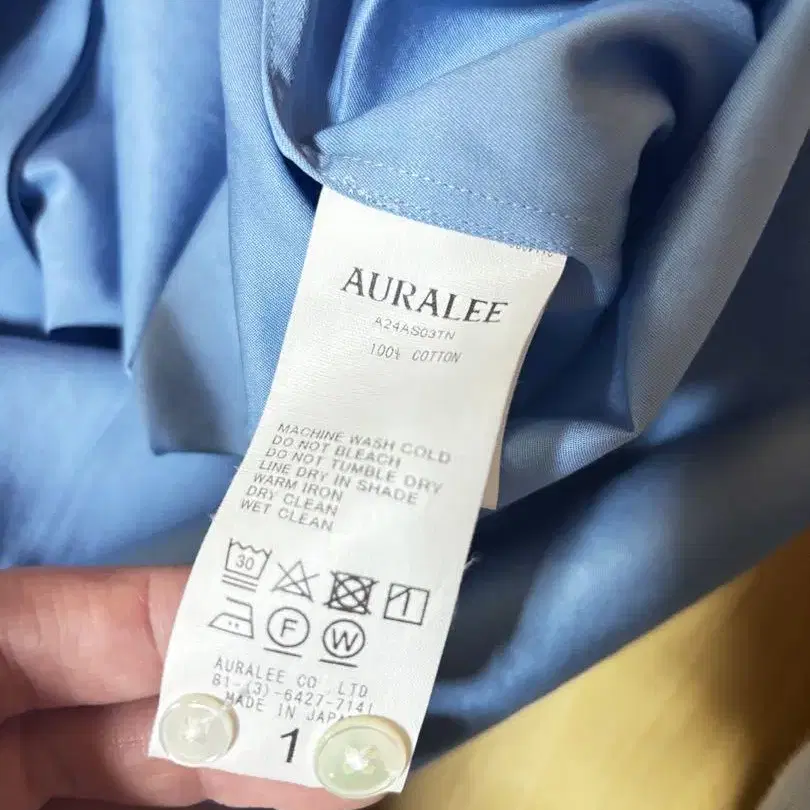 AURALEE
A24AS03TN
100% COTTON
MACHINE WASH COLD
DO NOT BLEACH
DO NOT TUMBLE DRY
LINE DRY IN SHADE
WARM IRON
DRY CLEAN
WET CLEAN
30
F W
AURALEE CO LTD
81-(3)-6427-7141
MADE IN JAPAN
1